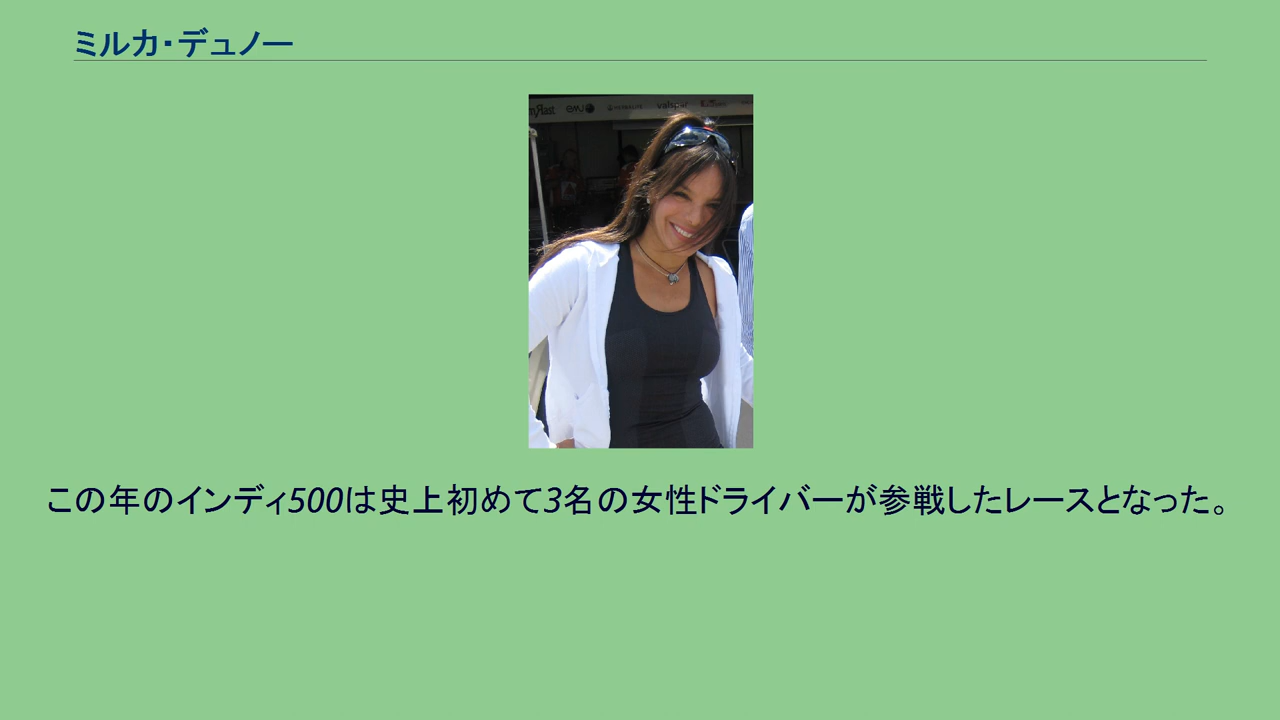 ミルカ・デュノー
valspar
この年のインディ500は史上初めて3名の女性ドライバーが参戦したレースとなった。